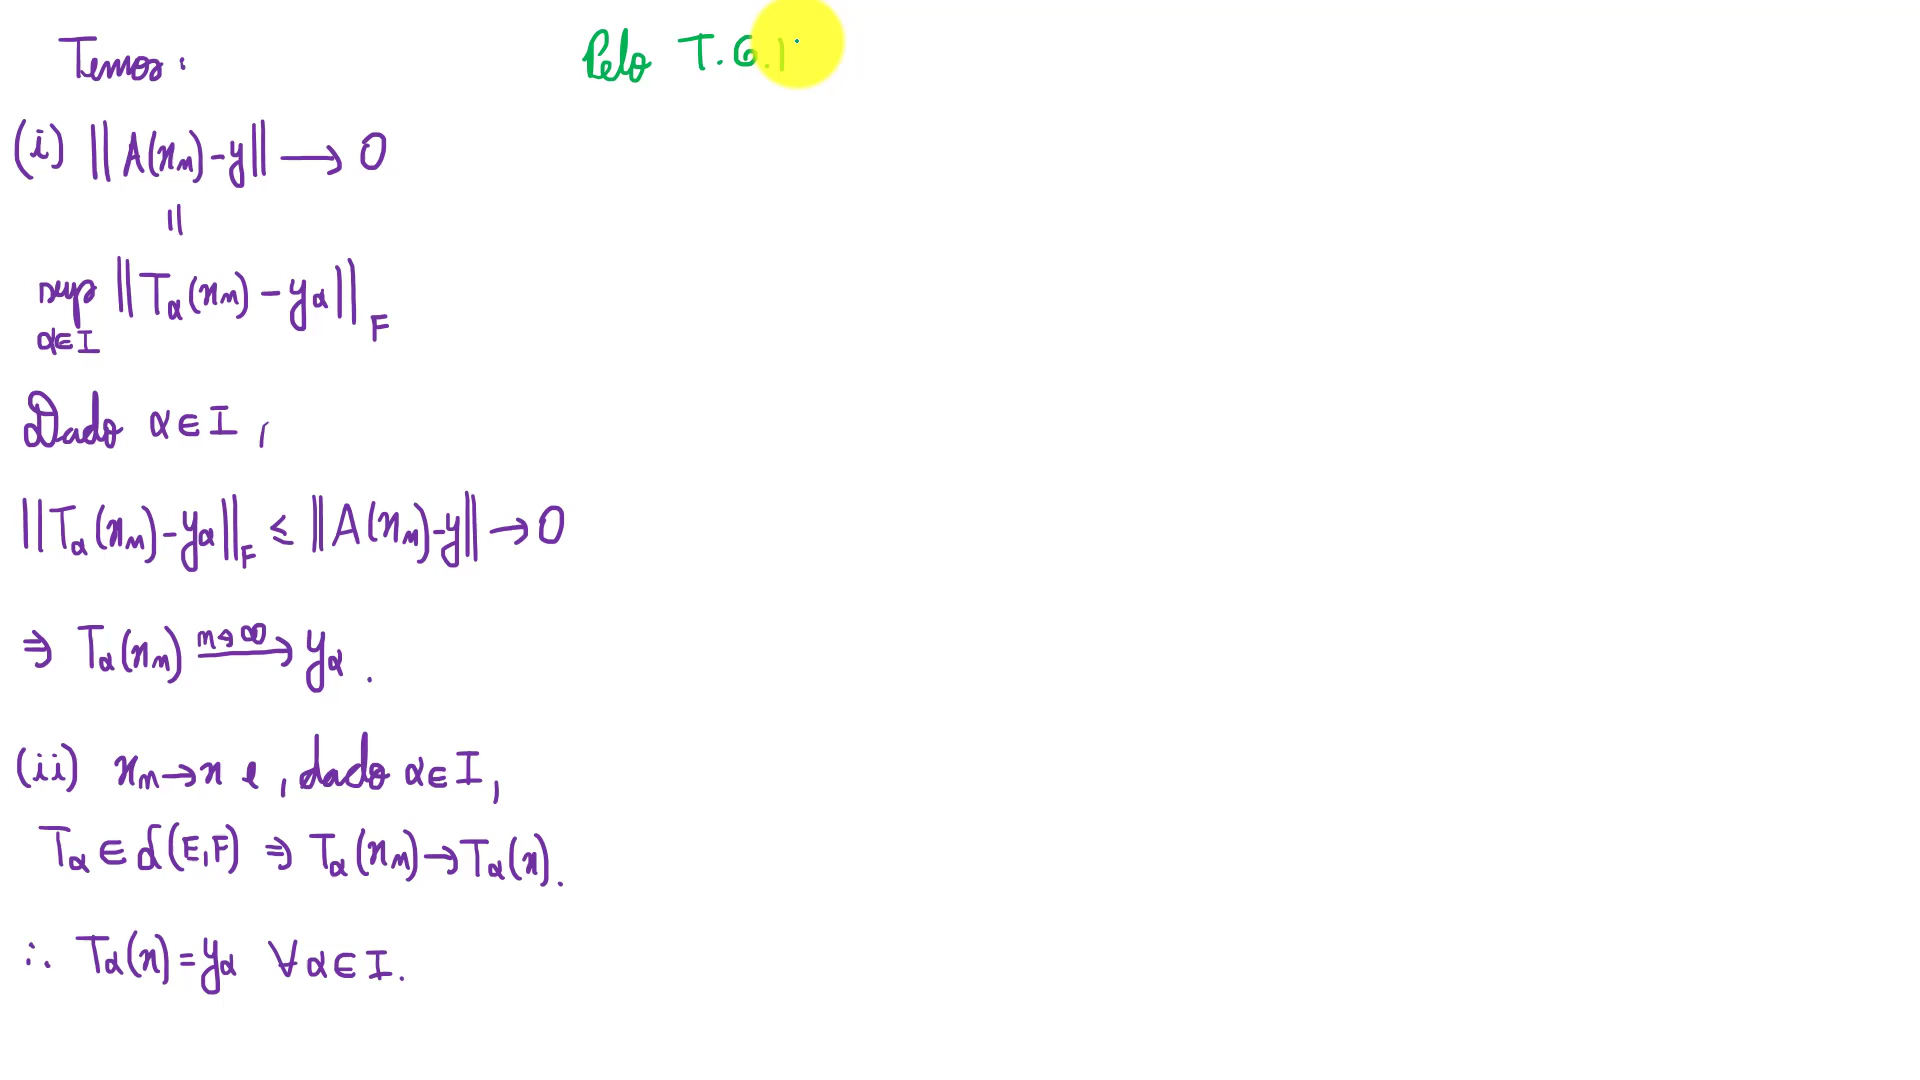 Temos:
(i) ||A(xn)-y|| → 0
||
sup ||Tα(xn) - yα||F
α∈I
Dado α∈I,
||Tα(xn)-yα||F ≤ ||A(xn)-y|| → 0
⇒ Tα(xn) n→∞⟶ yα.
(ii) xn→x e, dado α∈I,
Tα∈ℒ(E,F) ⇒ Tα(xn)→Tα(x).
∴ Tα(x)=yα ∀α∈I.
Pelo T.G.